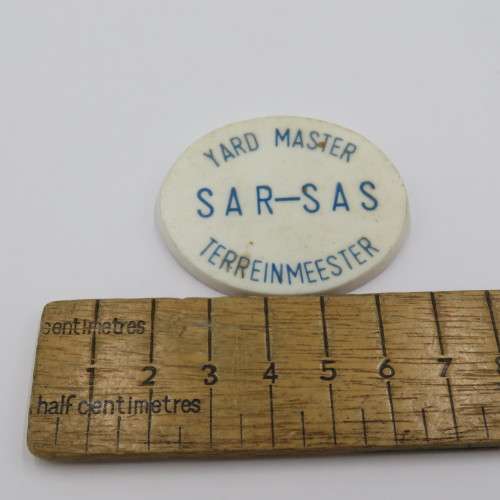 YARD MASTER
SAR–SAS
TERREINMEESTER
centimetres
1 2 3 4 5 6 7
half centimetres